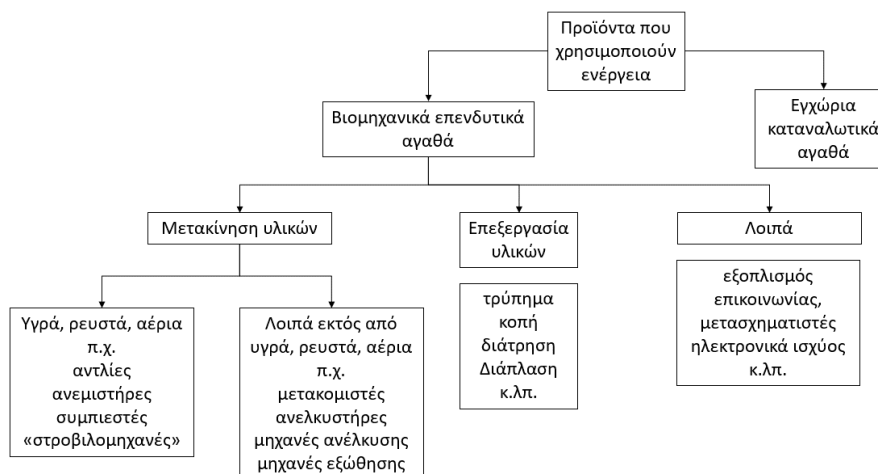 Προϊόντα που
χρησιμοποιούν
ενέργεια
Βιομηχανικά επενδυτικά
αγαθά
Εγχώρια
καταναλωτικά
αγαθά
Μετακίνηση υλικών
Επεξεργασία
υλικών
Λοιπά
Υγρά, ρευστά, αέρια
π.χ.
αντλίες
ανεμιστήρες
συμπιεστές
«στροβιλομηχανές»
Λοιπά εκτός από
υγρά, ρευστά, αέρια
π.χ.
μετακομιστές
ανελκυστήρες
μηχανές ανέλκυσης
μηχανές εξώθησης
τρύπημα
κοπή
διάτρηση
Διάπλαση
κ.λπ.
εξοπλισμός
επικοινωνίας,
μετασχηματιστές
ηλεκτρονικά ισχύος
κ.λπ.